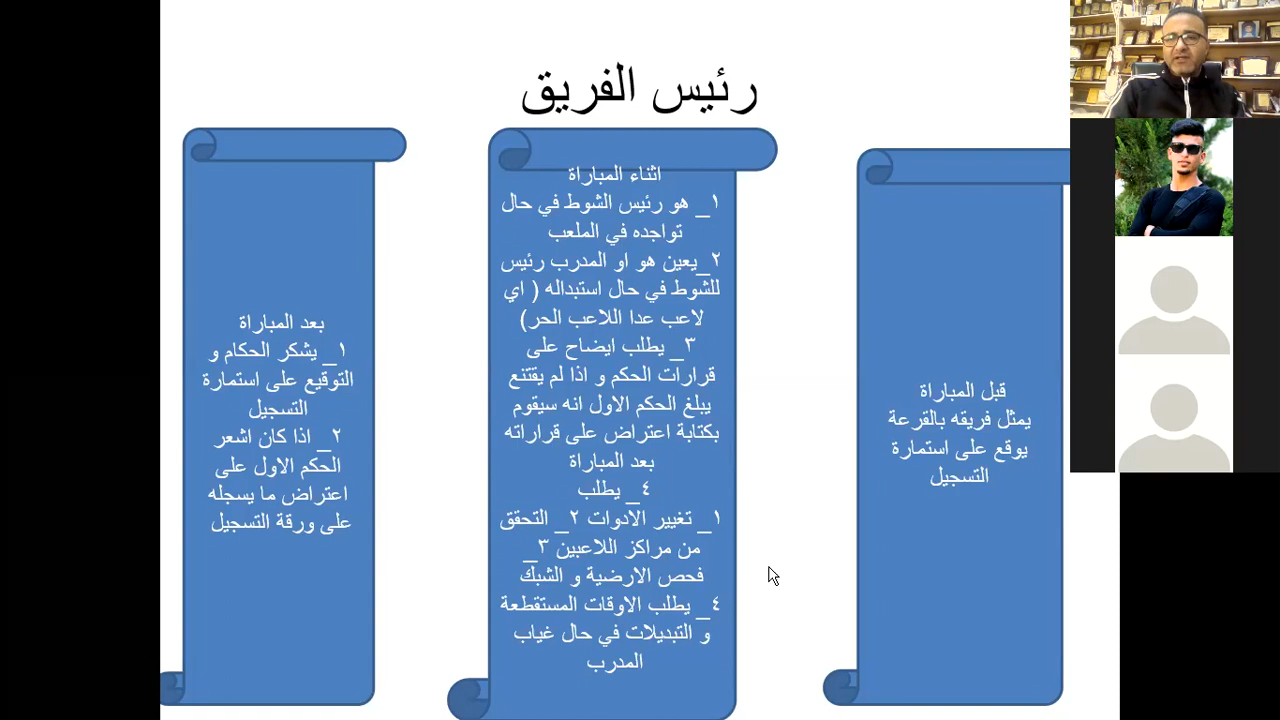 رئيس الفريق
قبل المباراة
يمثل فريقه بالقرعة
يوقع على استمارة
التسجيل
اثناء المباراة
١_ هو رئيس الشوط في حال
تواجده في الملعب
٢_يعين هو او المدرب رئيس
للشوط في حال استبداله ( اي
لاعب عدا اللاعب الحر)
٣_ يطلب ايضاح على
قرارات الحكم و اذا لم يقتنع
يبلغ الحكم الاول انه سيقوم
بكتابة اعتراض على قراراته
بعد المباراة
٤_ يطلب
١_ تغيير الادوات ٢_ التحقق
من مراكز اللاعبين ٣_
فحص الارضية و الشبك
٤_ يطلب الاوقات المستقطعة
و التبديلات في حال غياب
المدرب
بعد المباراة
١_ يشكر الحكام و
التوقيع على استمارة
التسجيل
٢_ اذا كان اشعر
الحكم الاول على
اعتراض ما يسجله
على ورقة التسجيل